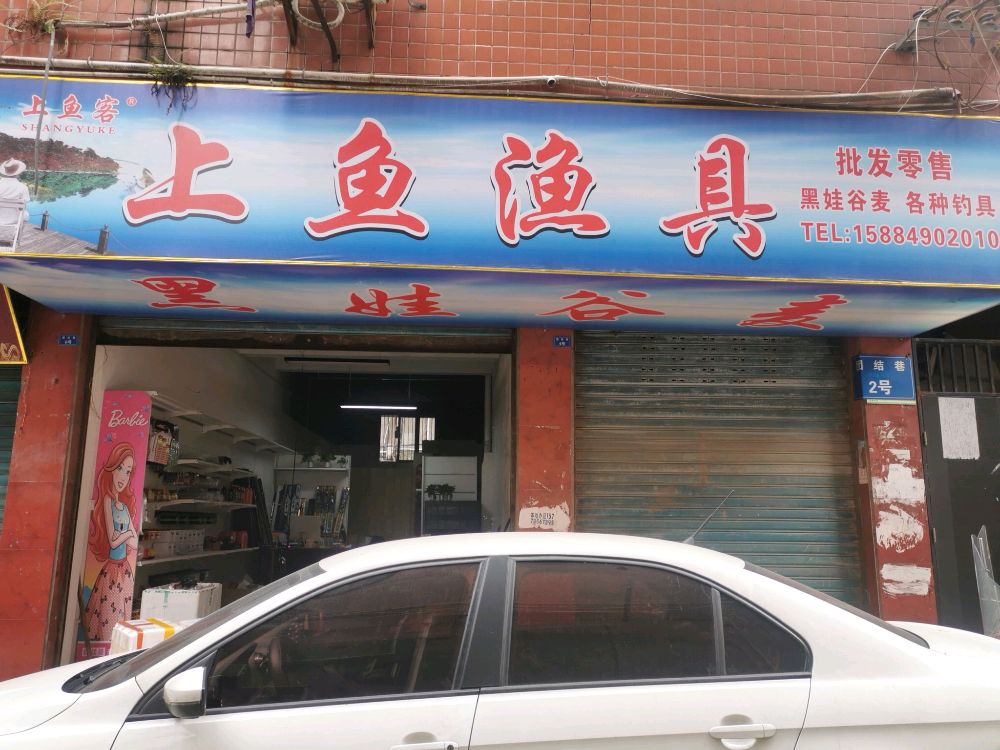 上鱼客®
SHANGYUKE
上鱼渔具
批发零售
黑娃谷麦 各种钓具
TEL:15884902010
黑娃谷麦
团结巷
2号
Barbie